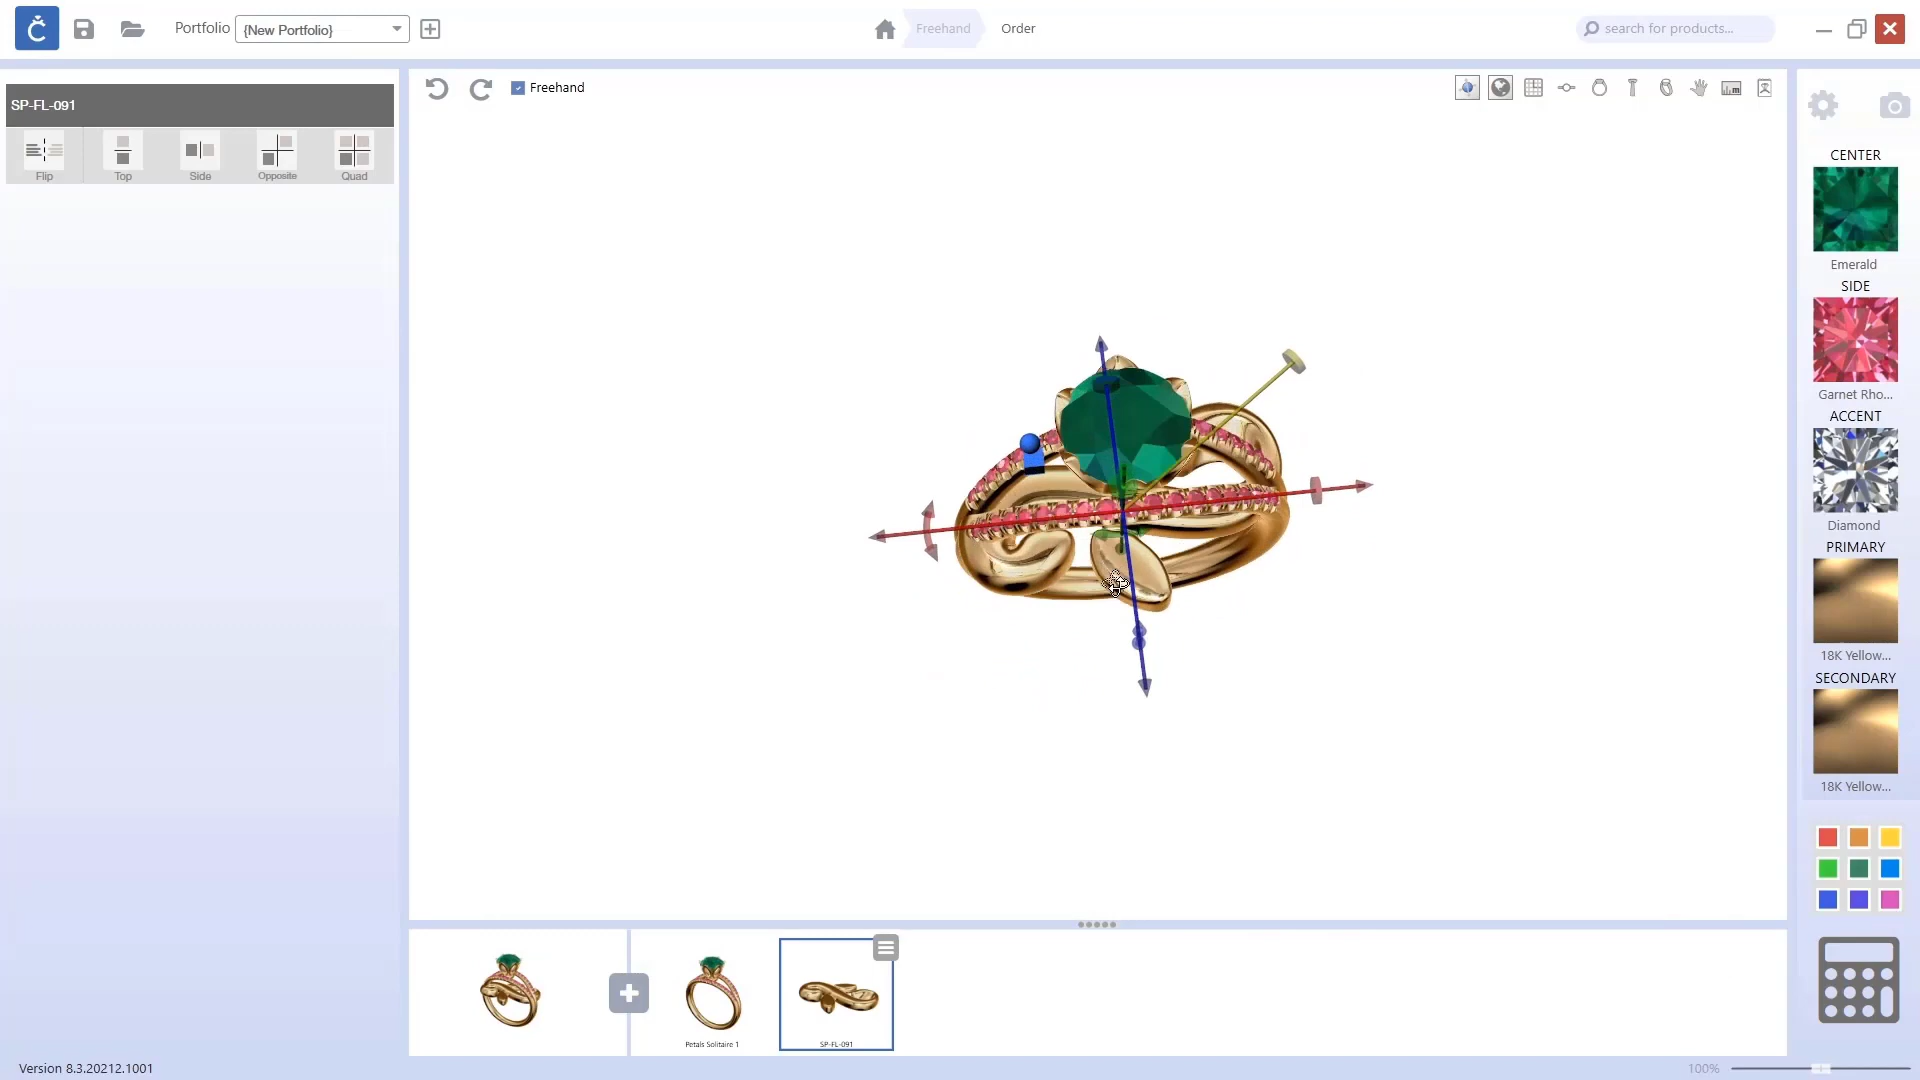 Portfolio {New Portfolio}
Freehand
Order
search for products...
SP-FL-091
Flip
Top
Side
Opposite
Quad
Freehand
CENTER
Emerald
SIDE
Garnet Rho...
ACCENT
Diamond
PRIMARY
18K Yellow...
SECONDARY
18K Yellow...
Petals Solitaire 1
SP-FL-091
Version 8.3.20212.1001
100%